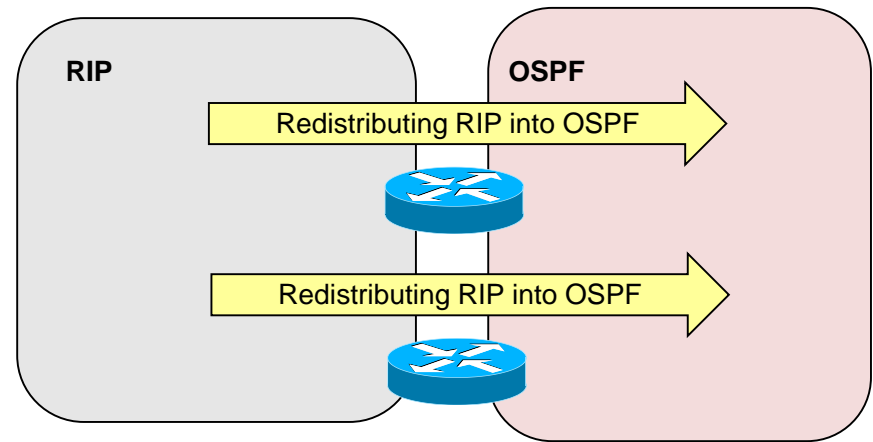 RIP
OSPF
Redistributing RIP into OSPF
Redistributing RIP into OSPF